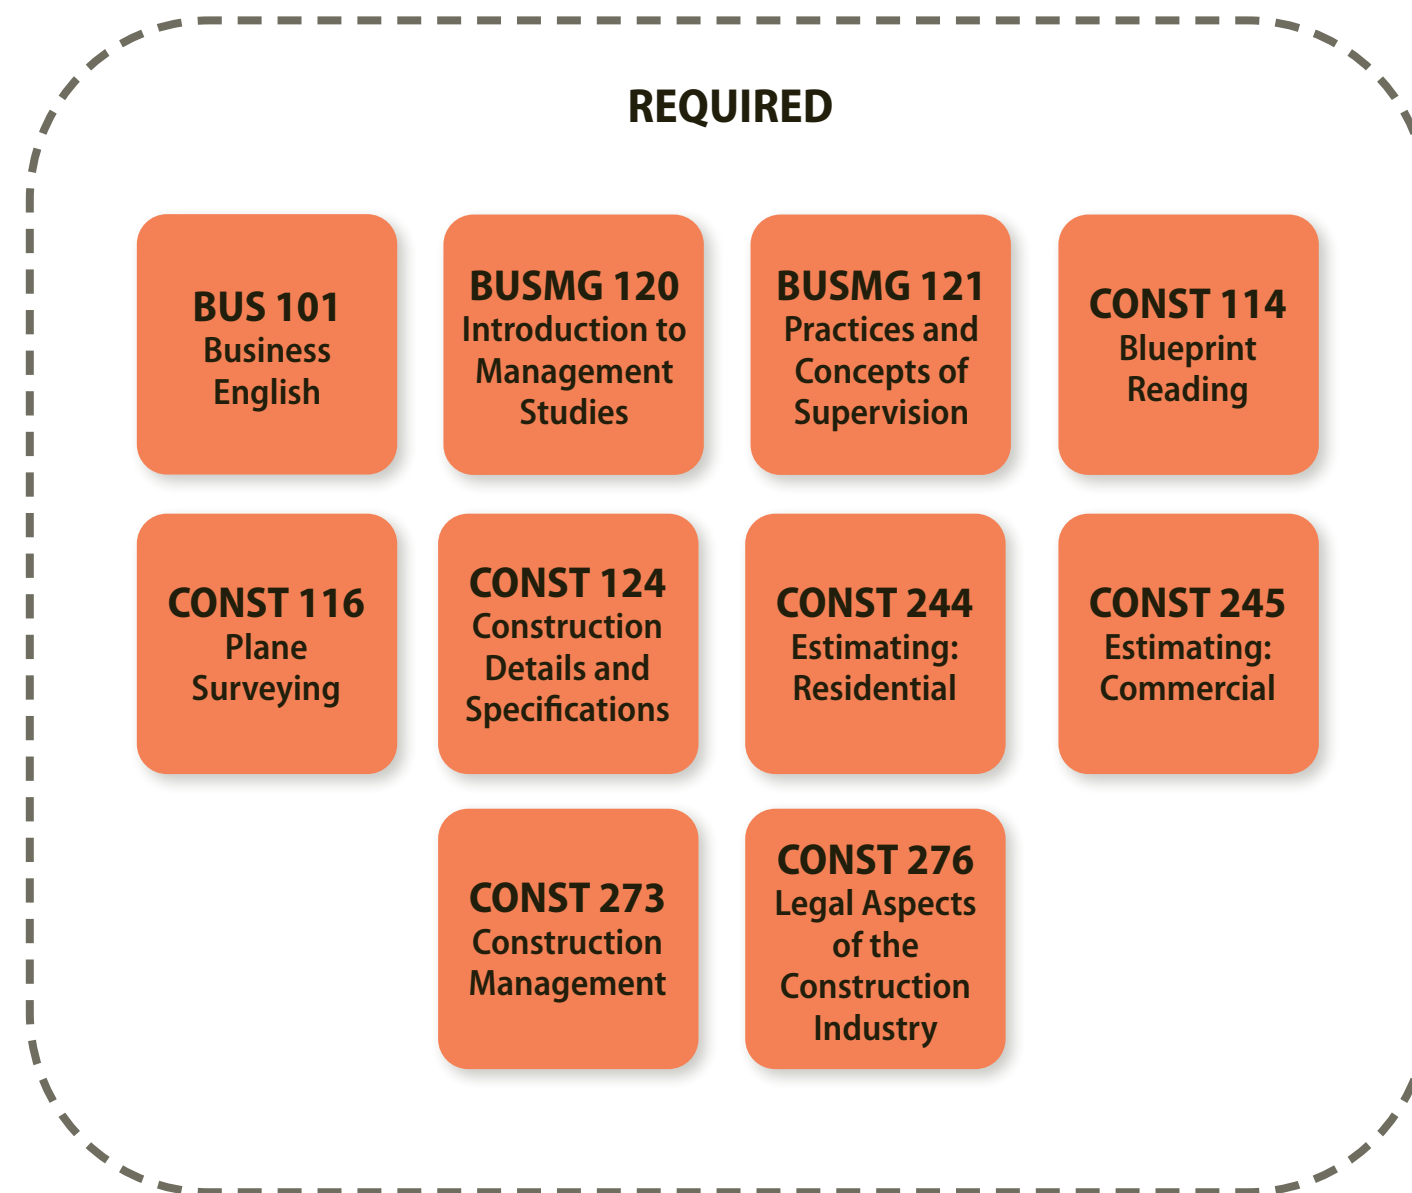 REQUIRED
BUS 101
Business
English
BUSMG 120
Introduction to
Management
Studies
BUSMG 121
Practices and
Concepts of
Supervision
CONST 114
Blueprint
Reading
CONST 116
Plane
Surveying
CONST 124
Construction
Details and
Specifications
CONST 244
Estimating:
Residential
CONST 245
Estimating:
Commercial
CONST 273
Construction
Management
CONST 276
Legal Aspects
of the
Construction
Industry